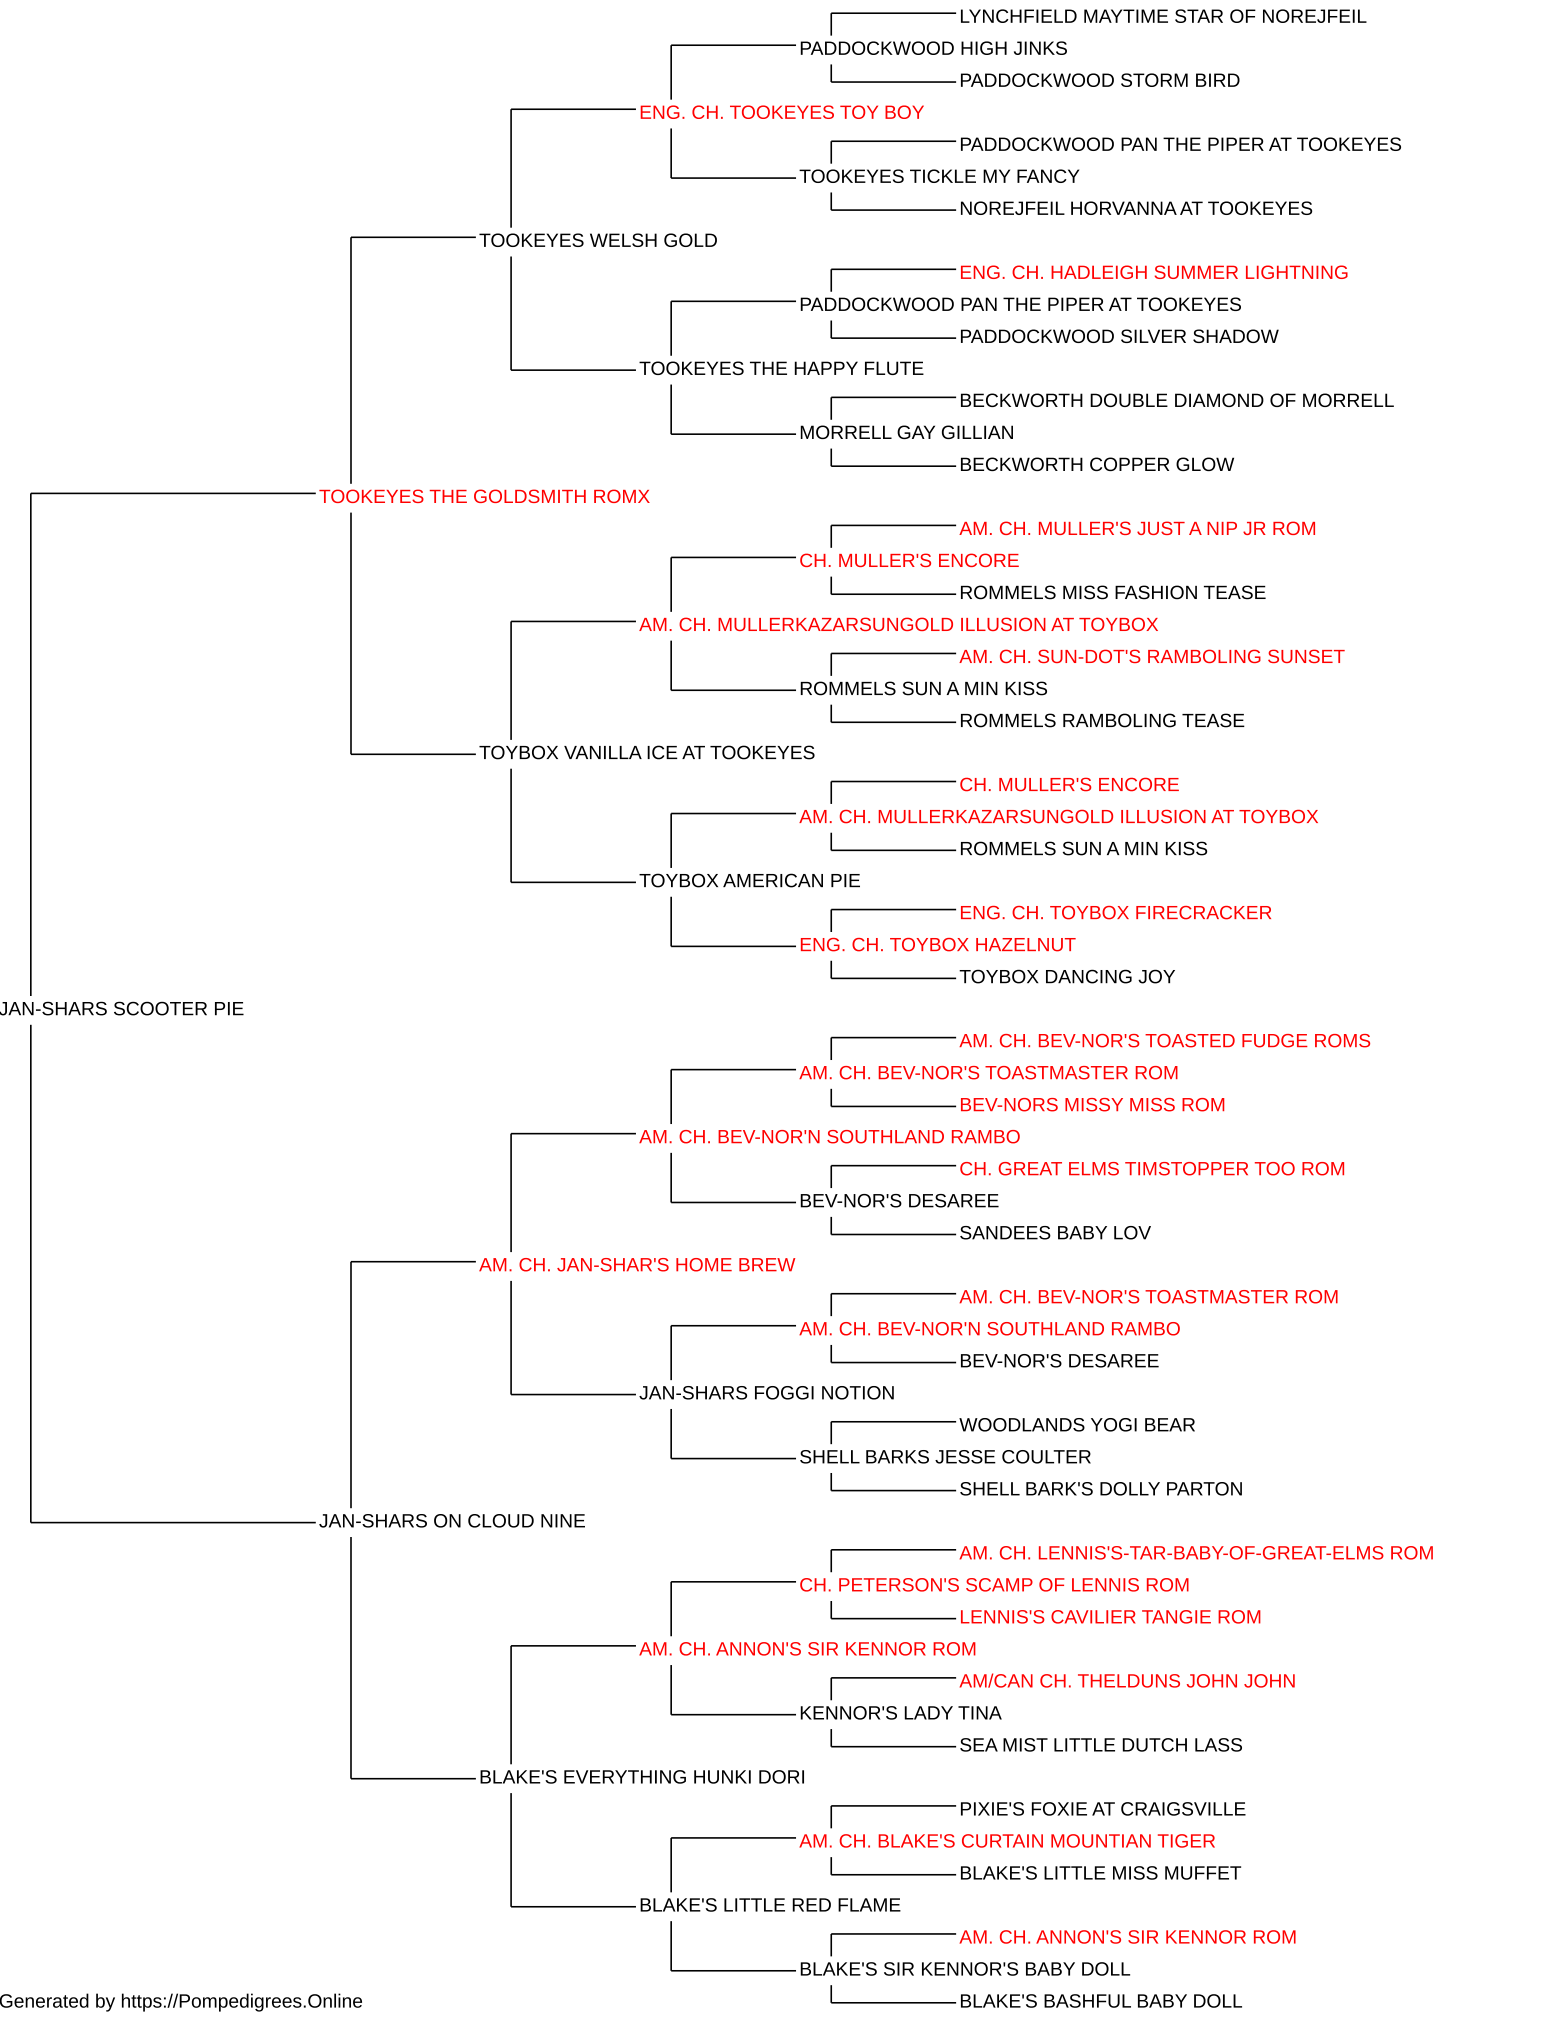 LYNCHFIELD MAYTIME STAR OF NOREJFEIL
PADDOCKWOOD HIGH JINKS
PADDOCKWOOD STORM BIRD
ENG. CH. TOOKEYES TOY BOY
PADDOCKWOOD PAN THE PIPER AT TOOKEYES
TOOKEYES TICKLE MY FANCY
NOREJFEIL HORVANNA AT TOOKEYES
TOOKEYES WELSH GOLD
ENG. CH. HADLEIGH SUMMER LIGHTNING
PADDOCKWOOD PAN THE PIPER AT TOOKEYES
PADDOCKWOOD SILVER SHADOW
TOOKEYES THE HAPPY FLUTE
BECKWORTH DOUBLE DIAMOND OF MORRELL
MORRELL GAY GILLIAN
BECKWORTH COPPER GLOW
TOOKEYES THE GOLDSMITH ROMX
AM. CH. MULLER'S JUST A NIP JR ROM
CH. MULLER'S ENCORE
ROMMELS MISS FASHION TEASE
AM. CH. MULLERKAZARSUNGOLD ILLUSION AT TOYBOX
AM. CH. SUN-DOT'S RAMBOLING SUNSET
ROMMELS SUN A MIN KISS
ROMMELS RAMBOLING TEASE
TOYBOX VANILLA ICE AT TOOKEYES
CH. MULLER'S ENCORE
AM. CH. MULLERKAZARSUNGOLD ILLUSION AT TOYBOX
ROMMELS SUN A MIN KISS
TOYBOX AMERICAN PIE
ENG. CH. TOYBOX FIRECRACKER
ENG. CH. TOYBOX HAZELNUT
TOYBOX DANCING JOY
JAN-SHARS SCOOTER PIE
AM. CH. BEV-NOR'S TOASTED FUDGE ROMS
AM. CH. BEV-NOR'S TOASTMASTER ROM
BEV-NORS MISSY MISS ROM
AM. CH. BEV-NOR'N SOUTHLAND RAMBO
CH. GREAT ELMS TIMSTOPPER TOO ROM
BEV-NOR'S DESAREE
SANDEES BABY LOV
AM. CH. JAN-SHAR'S HOME BREW
AM. CH. BEV-NOR'S TOASTMASTER ROM
AM. CH. BEV-NOR'N SOUTHLAND RAMBO
BEV-NOR'S DESAREE
JAN-SHARS FOGGI NOTION
WOODLANDS YOGI BEAR
SHELL BARKS JESSE COULTER
SHELL BARK'S DOLLY PARTON
JAN-SHARS ON CLOUD NINE
AM. CH. LENNIS'S-TAR-BABY-OF-GREAT-ELMS ROM
CH. PETERSON'S SCAMP OF LENNIS ROM
LENNIS'S CAVILIER TANGIE ROM
AM. CH. ANNON'S SIR KENNOR ROM
AM/CAN CH. THELDUNS JOHN JOHN
KENNOR'S LADY TINA
SEA MIST LITTLE DUTCH LASS
BLAKE'S EVERYTHING HUNKI DORI
PIXIE'S FOXIE AT CRAIGSVILLE
AM. CH. BLAKE'S CURTAIN MOUNTIAN TIGER
BLAKE'S LITTLE MISS MUFFET
BLAKE'S LITTLE RED FLAME
AM. CH. ANNON'S SIR KENNOR ROM
BLAKE'S SIR KENNOR'S BABY DOLL
BLAKE'S BASHFUL BABY DOLL
Generated by https://Pompedigrees.Online